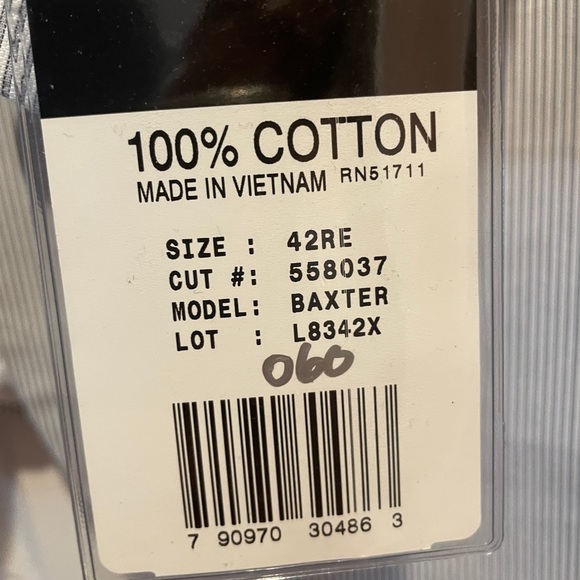 100% COTTON
MADE IN VIETNAM RN51711
SIZE : 42RE
CUT #: 558037
MODEL: BAXTER
LOT : L8342X
060
7 90970 30486 3